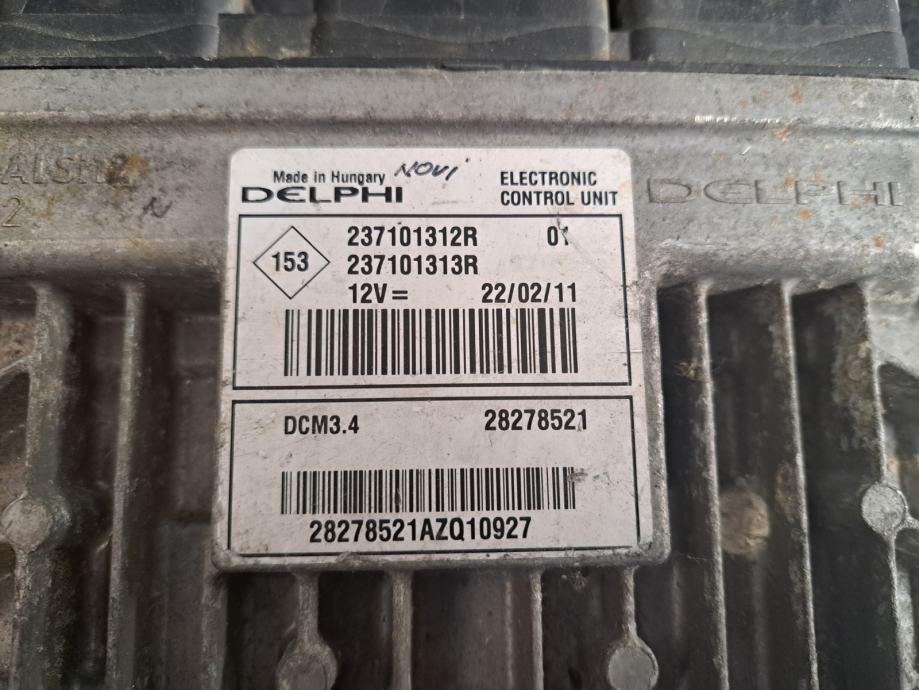 Made in Hungary NOVI
DELPHI
ELECTRONIC
CONTROL UNIT
DELPHI
2
N
153
237101312R 01
237101313R
12V= 22/02/11
DCM3.4 28278521
28278521AZQ10927